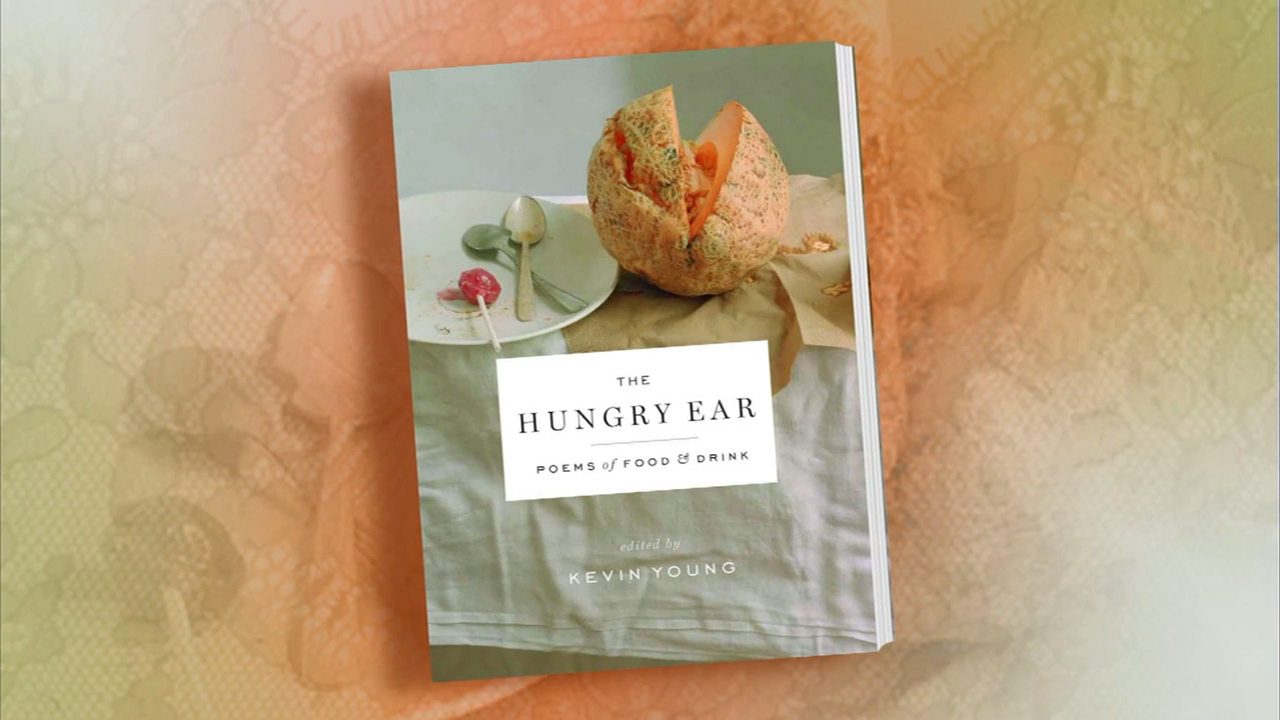 THE
HUNGRY EAR
POEMS of FOOD & DRINK
edited by
KEVIN YOUNG